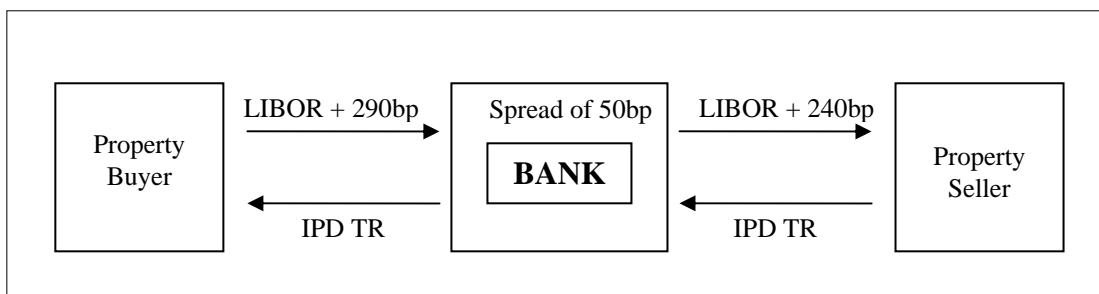 LIBOR + 290bp
Spread of 50bp
LIBOR + 240bp
Property
Buyer
BANK
Property
Seller
IPD TR
IPD TR